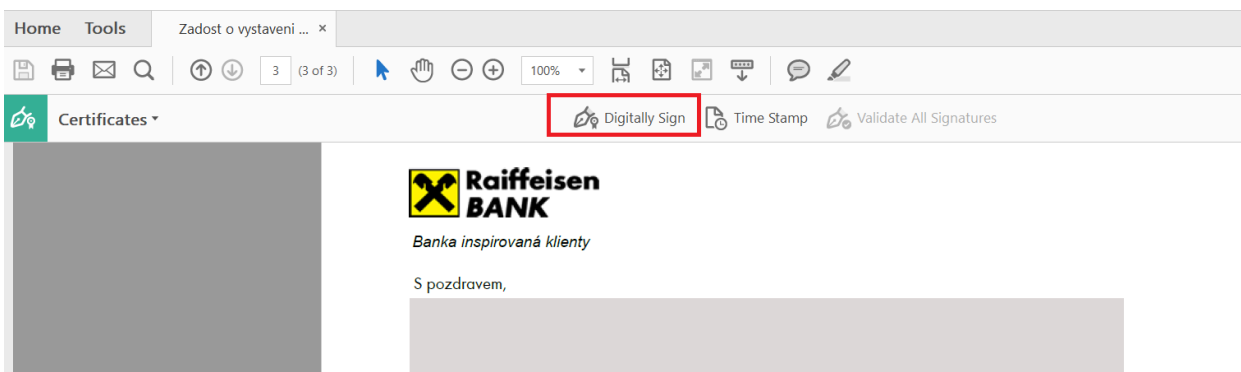 Home Tools Zadost o vystaveni ... ×
3 (3 of 3) 100%
Certificates Digitally Sign Time Stamp Validate All Signatures
Raiffeisen
BANK
Banka inspirovaná klienty
S pozdravem,